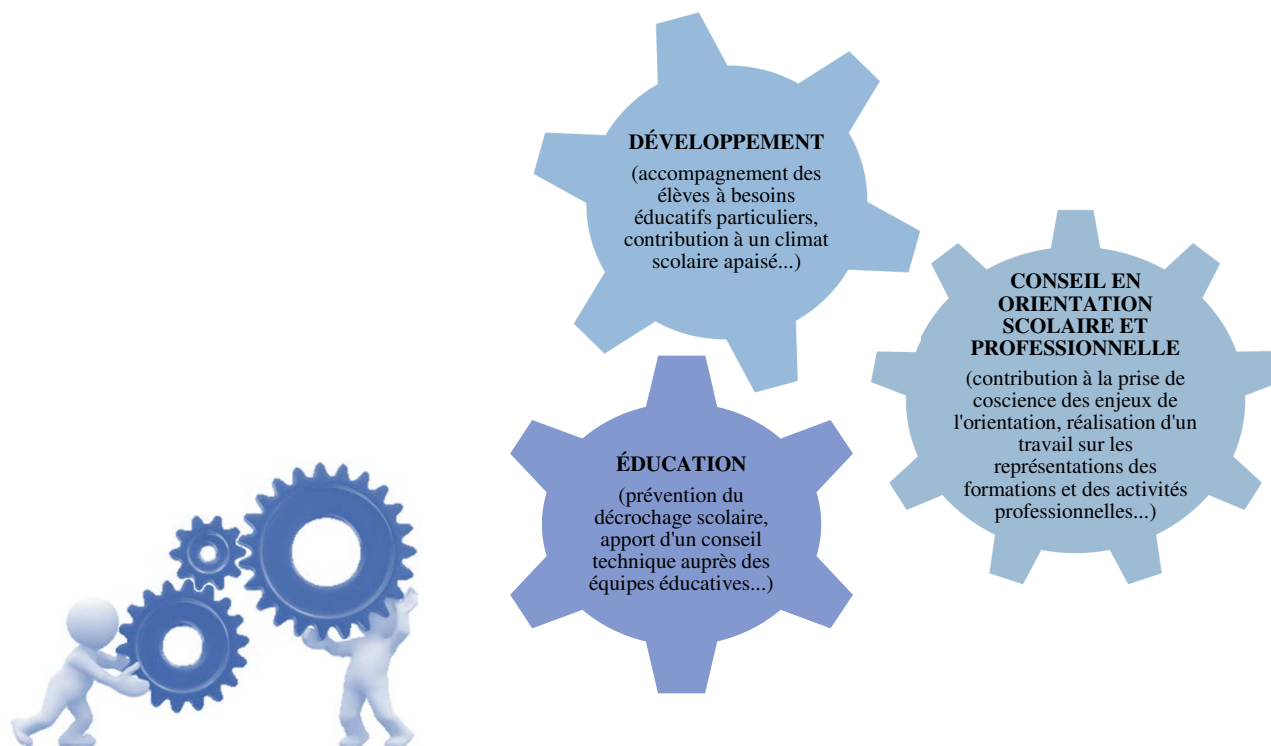 DÉVELOPPEMENT
(accompagnement des
élèves à besoins
éducatifs particuliers,
contribution à un climat
scolaire apaisé...)
CONSEIL EN
ORIENTATION
SCOLAIRE ET
PROFESSIONNELLE
(contribution à la prise de
coscience des enjeux de
l'orientation, réalisation d'un
travail sur les
représentations des
formations et des activités
professionnelles...)
ÉDUCATION
(prévention du
décrochage scolaire,
apport d'un conseil
technique auprès des
équipes éducatives...)